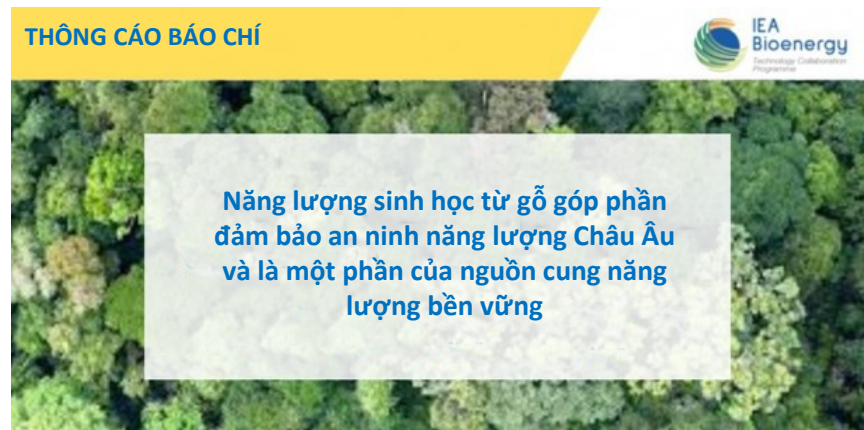 THÔNG CÁO BÁO CHÍ
IEA
Bioenergy
Technology Collaboration
Programme
Năng lượng sinh học từ gỗ góp phần
đảm bảo an ninh năng lượng Châu Âu
và là một phần của nguồn cung năng
lượng bền vững